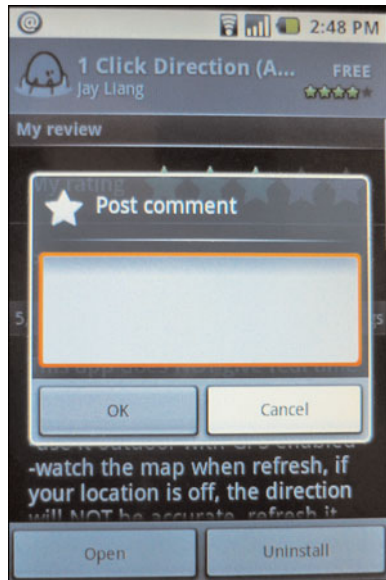 2:48 PM
1 Click Direction (A...
FREE
Jay Liang
My review
My rating
Post comment
OK
Cancel
-watch the map when refresh, if
your location is off, the direction
will NOT be accurate, refresh it
Open
Uninstall